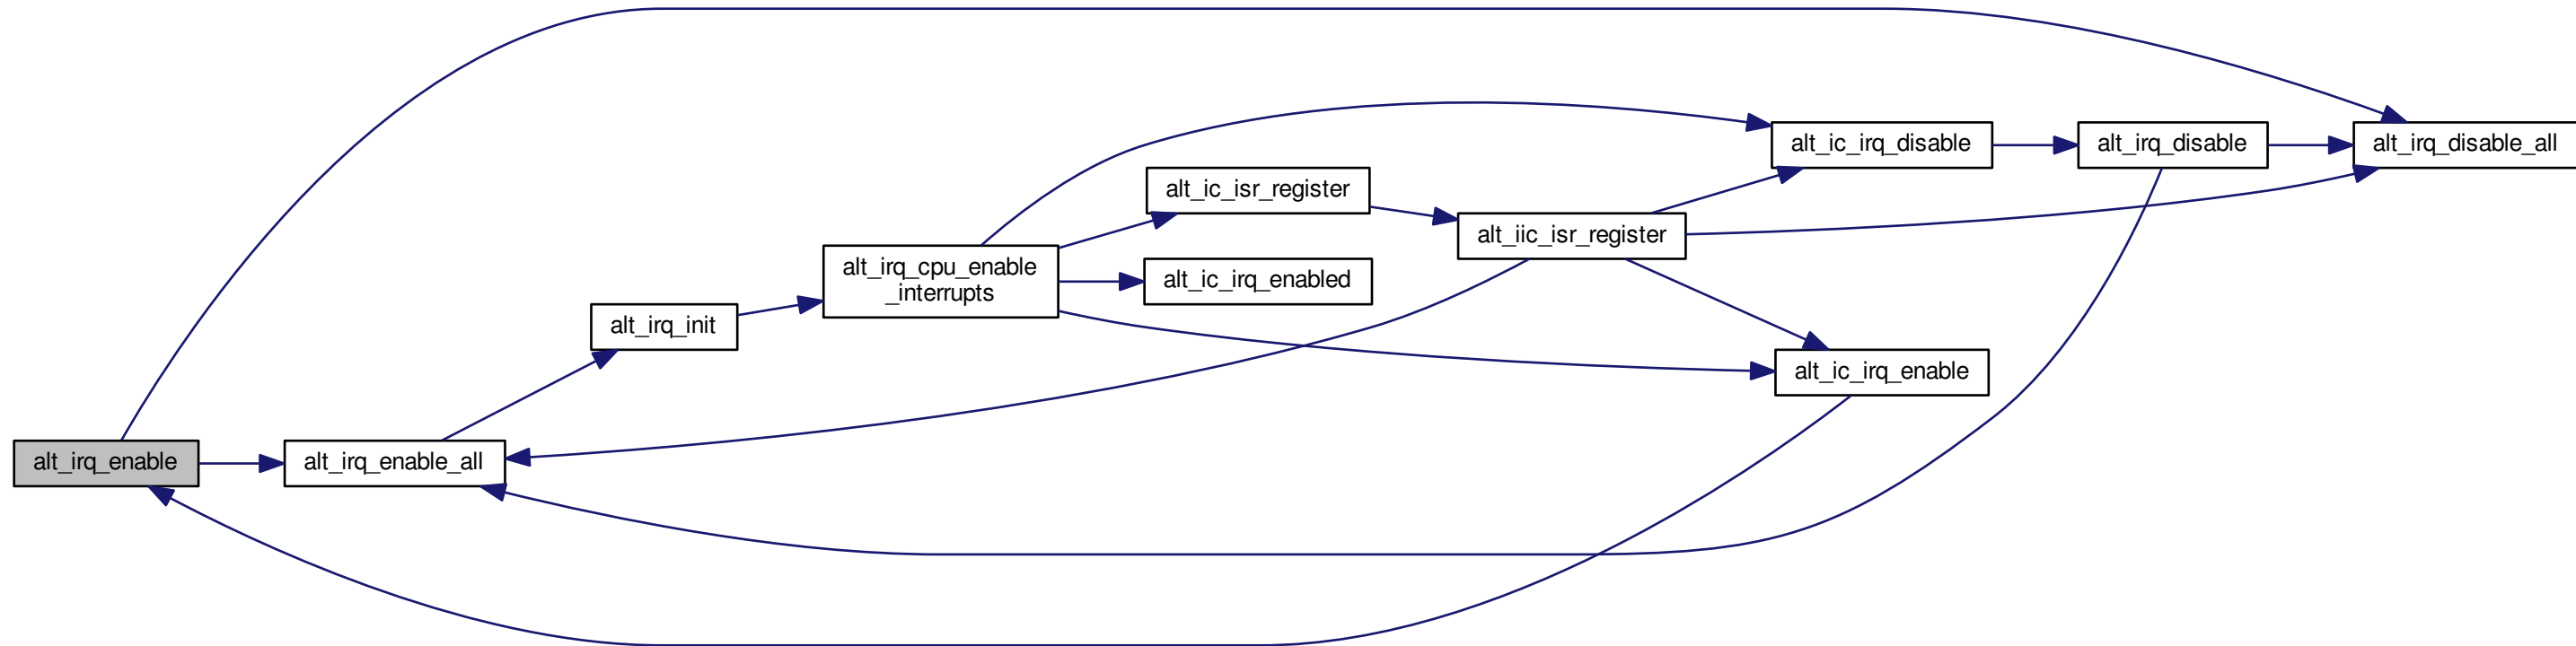 alt_irq_enable
alt_irq_enable_all
alt_irq_init
alt_irq_cpu_enable
_interrupts
alt_ic_isr_register
alt_ic_irq_enabled
alt_iic_isr_register
alt_ic_irq_disable
alt_ic_irq_enable
alt_irq_disable
alt_irq_disable_all